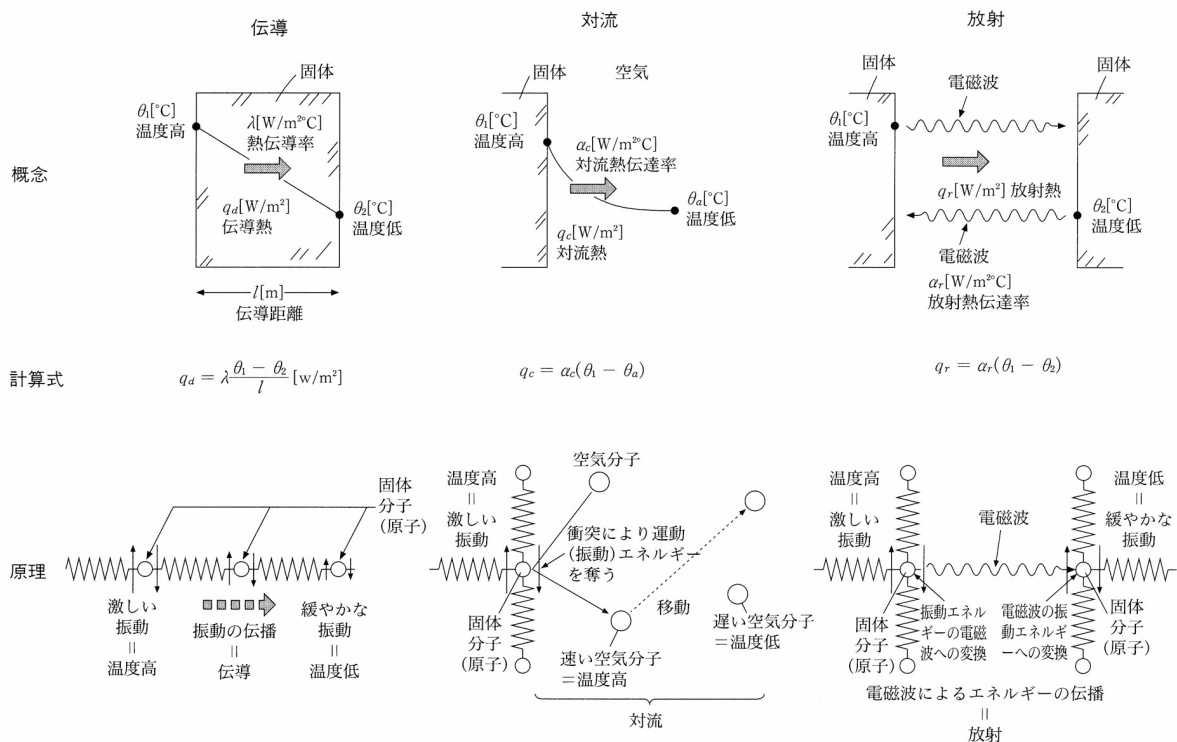 伝導
対流
放射
概念
固体
θ₁[°C]
温度高
λ[W/m²°C]
熱伝導率
q_d[W/m²]
伝導熱
θ₂[°C]
温度低
l[m]
伝導距離
固体
空気
θ₁[°C]
温度高
α_c[W/m²°C]
対流熱伝達率
θ_a[°C]
温度低
q_c[W/m²]
対流熱
固体
固体
電磁波
θ₁[°C]
温度高
q_r[W/m²] 放射熱
θ₂[°C]
温度低
電磁波
α_r[W/m²°C]
放射熱伝達率
計算式
q_d = λ (θ₁ − θ₂)/l [w/m²]
q_c = α_c(θ₁ − θ_a)
q_r = α_r(θ₁ − θ₂)
原理
固体
分子
(原子)
激しい
振動
=
温度高
振動の伝播
=
伝導
緩やかな
振動
=
温度低
温度高
=
激しい
振動
空気分子
衝突により運動
(振動)エネルギー
を奪う
固体
分子
(原子)
移動
速い空気分子
=温度高
遅い空気分子
=温度低
対流
温度高
=
激しい
振動
電磁波
温度低
=
緩やかな
振動
固体
分子
(原子)
振動エネル
ギーの電磁
波への変換
電磁波の振
動エネルギ
ーへの変換
固体
分子
(原子)
電磁波によるエネルギーの伝播
=
放射